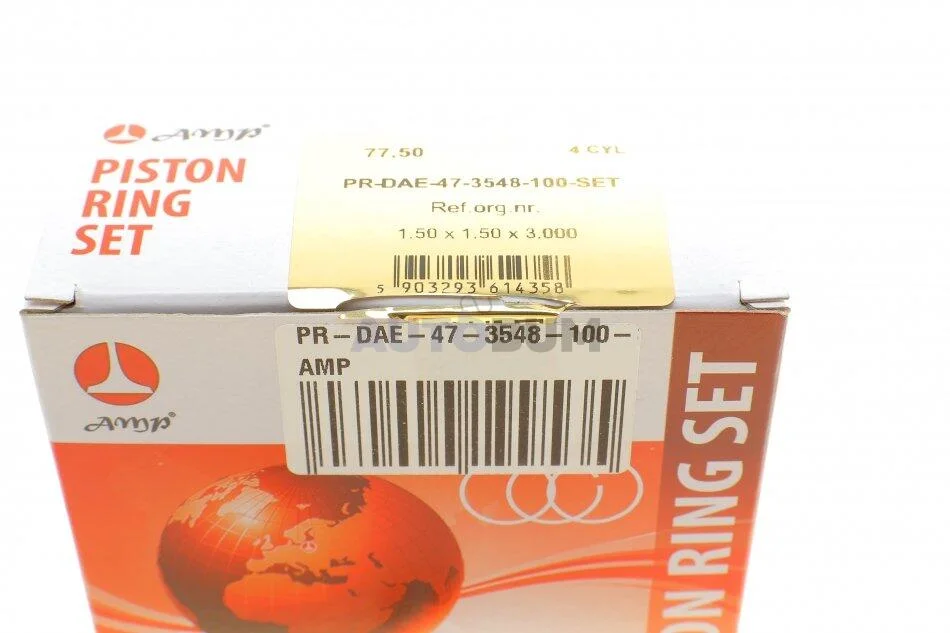 AMP®
PISTON
RING
SET
77,50 4 CYL
PR-DAE-47-3548-100-SET
Ref.org.nr.
1.50 x 1.50 x 3.000
5 903293 614358
AUTODUM
PR-DAE-47-3548-100-
AMP
AMP®
ON RING SET